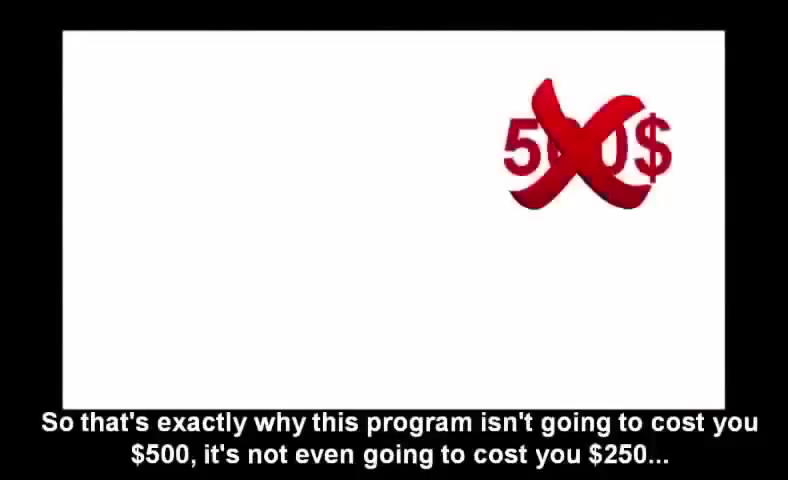 500$
So that's exactly why this program isn't going to cost you
$500, it's not even going to cost you $250...